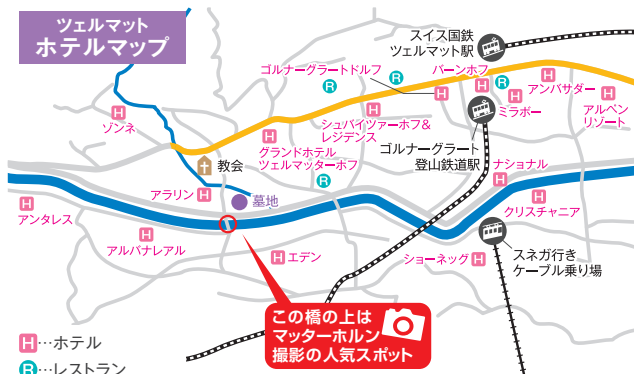 ツェルマット
ホテルマップ
スイス国鉄
ツェルマット駅
ゴルナーグラートドルフ
バーンホフ
R
R
R
H
H
H
アンバサダー
H
H
ミラボー
アルペン
リゾート
H
ゾンネ
H
シュバイツァーホフ&
レジデンス
H
グランドホテル
ツェルマッターホフ
R
ゴルナーグラート
登山鉄道駅
教会
ナショナル
H
アラリン H
墓地
H
クリスチャニア
H
アンタレス
H
アルバナレアル
H エデン
ショーネッグ H
スネガ行き
ケーブル乗り場
この橋の上は
マッターホルン
撮影の人気スポット
H…ホテル
R…レストラン